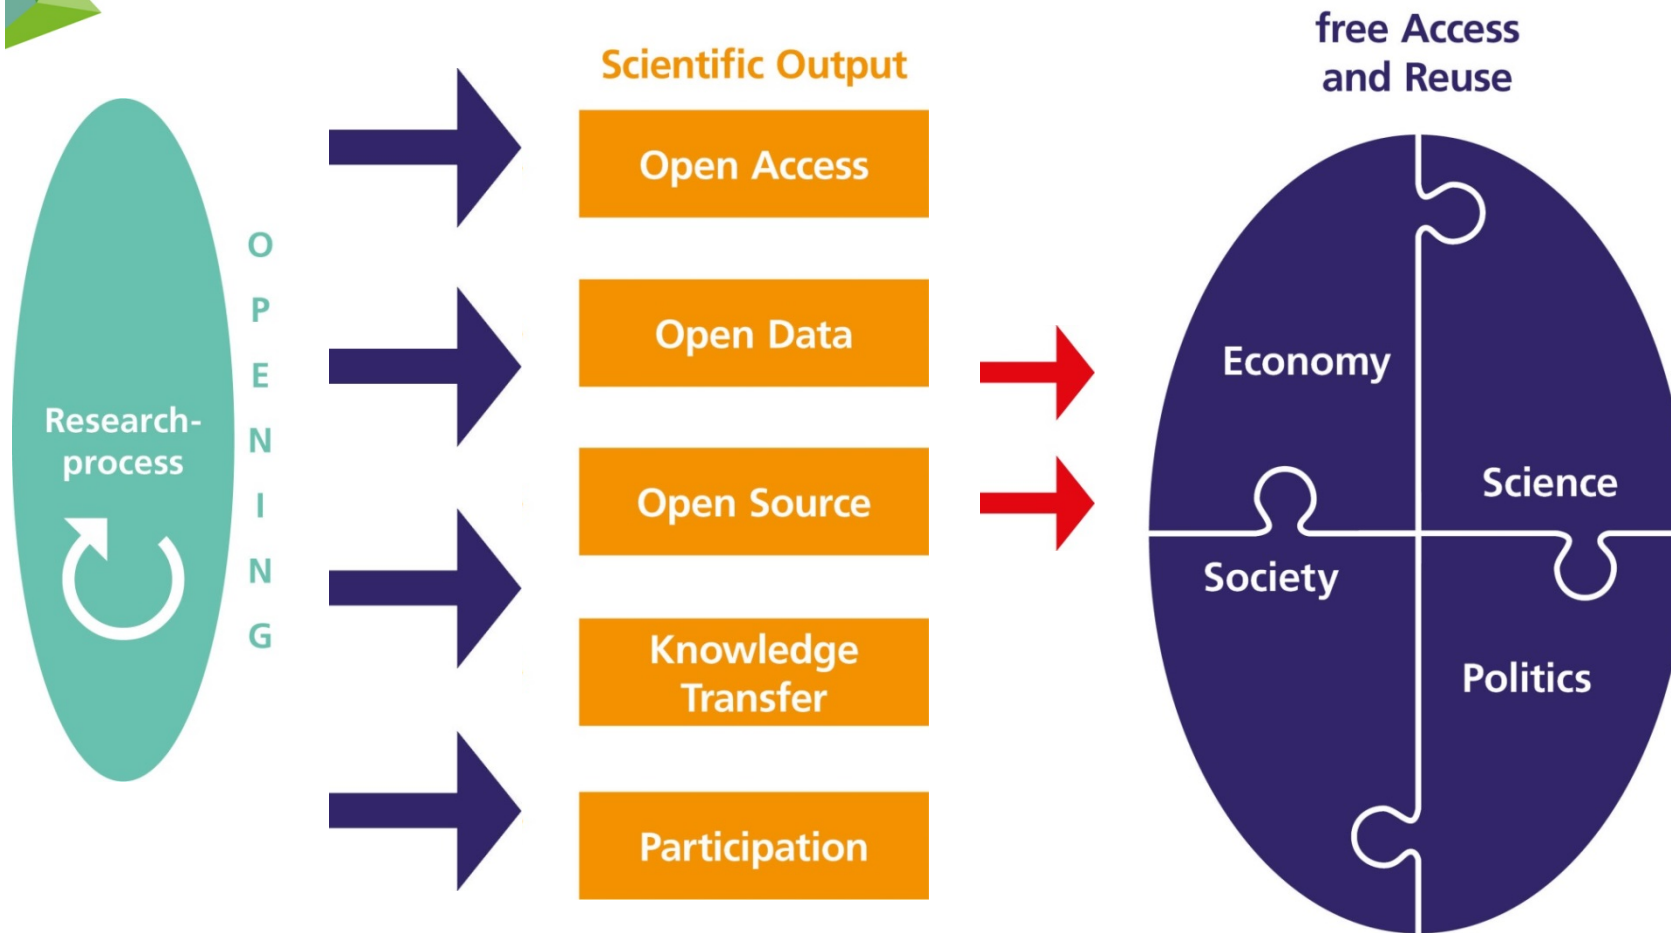 Research-
process
OPENING
Scientific Output
Open Access
Open Data
Open Source
Knowledge
Transfer
Participation
free Access
and Reuse
Economy
Science
Society
Politics